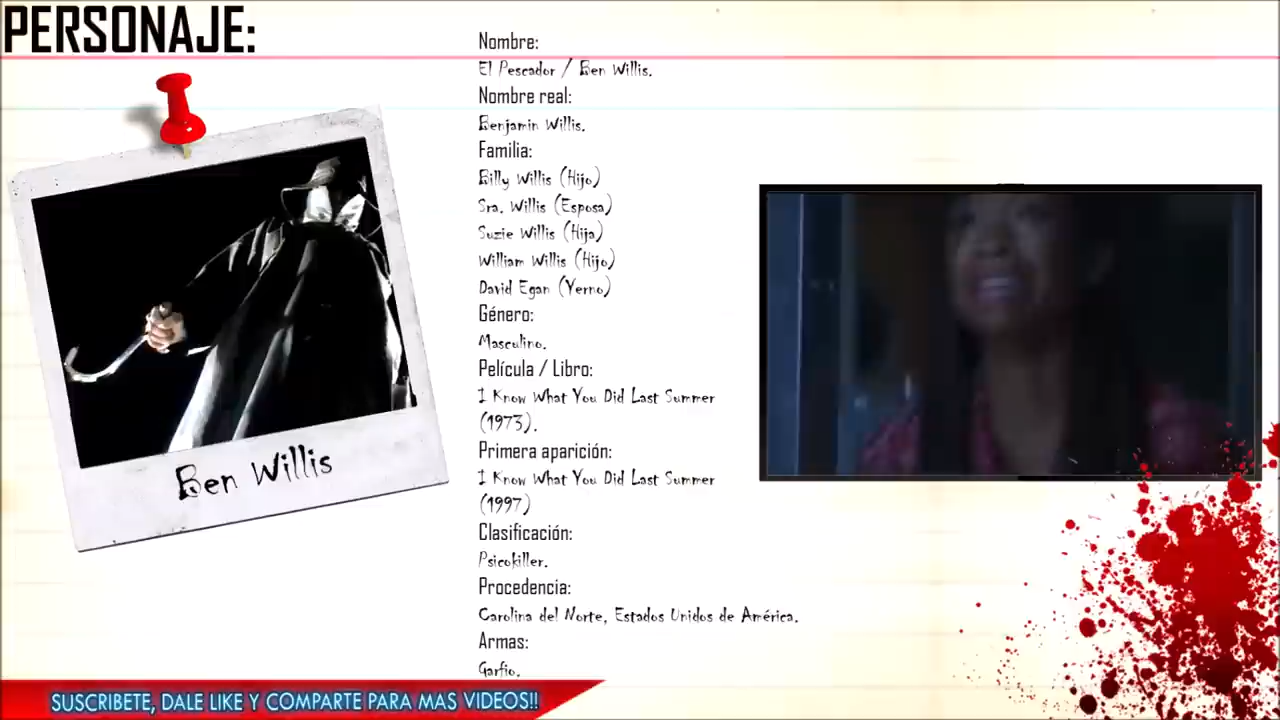 PERSONAJE:
Nombre:
El Pescador / Ben Willis.
Nombre real:
Benjamin Willis.
Familia:
Billy Willis (Hijo)
Sra. Willis (Esposa)
Suzie Willis (Hija)
William Willis (Hijo)
David Egan (Yerno)
Género:
Masculino.
Película / Libro:
I Know What You Did Last Summer
(1973).
Primera aparición:
I Know What You Did Last Summer
(1997)
Clasificación:
Psicokiller.
Procedencia:
Carolina del Norte, Estados Unidos de América.
Armas:
Garfio.
Ben Willis
SUSCRIBETE, DALE LIKE Y COMPARTE PARA MAS VIDEOS!!